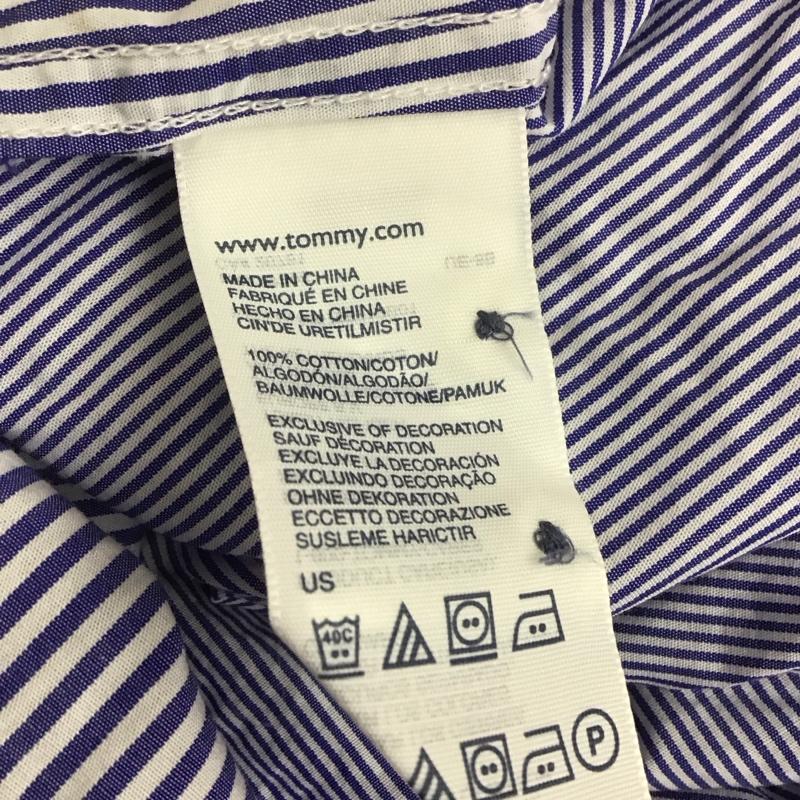 www.tommy.com
MADE IN CHINA
FABRIQUÉ EN CHINE
HECHO EN CHINA
CIN'DE URETILMISTIR
100% COTTON/COTON/
ALGODÓN/ALGODÃO/
BAUMWOLLE/COTONE/PAMUK
EXCLUSIVE OF DECORATION
SAUF DÉCORATION
EXCLUYE LA DECORACIÓN
EXCLUINDO DECORAÇÃO
OHNE DEKORATION
ECCETTO DECORAZIONE
SUSLEME HARICTIR
US
40C
P